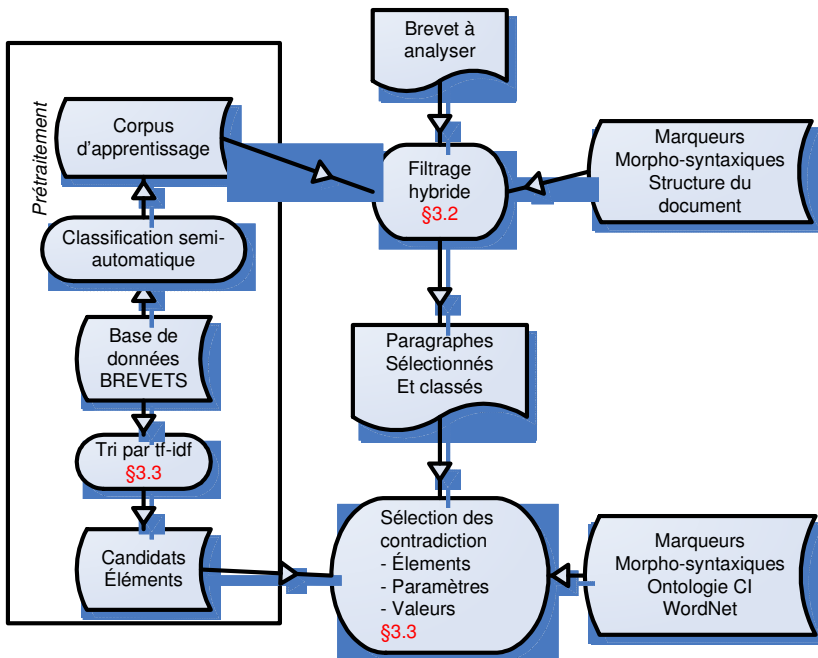 Brevet à
analyser
Prétraitement
Corpus
d'apprentissage
Filtrage
hybride
§3.2
Marqueurs
Morpho-syntaxiques
Structure du
document
Classification semi-
automatique
Base de
données
BREVETS
Paragraphes
Sélectionnés
Et classés
Tri par tf-idf
§3.3
Candidats
Éléments
Sélection des
contradiction
- Élements
- Paramètres
- Valeurs
§3.3
Marqueurs
Morpho-syntaxiques
Ontologie CI
WordNet